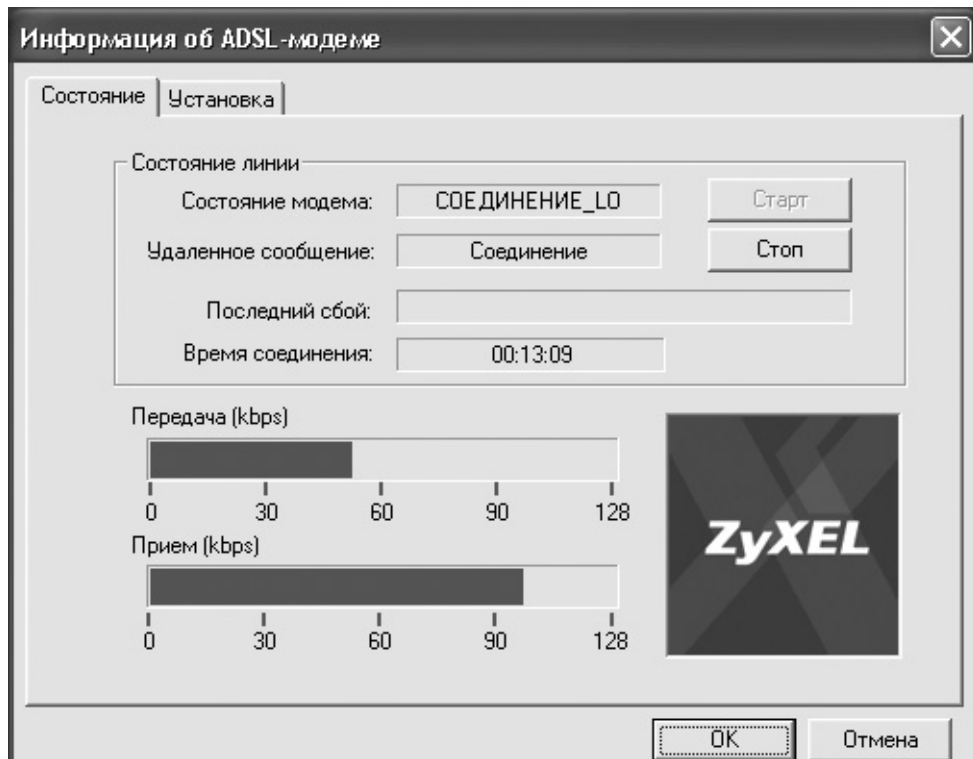 Информация об ADSL-модеме
Состояние Установка
Состояние линии
Состояние модема: СОЕДИНЕНИЕ_LO Старт
Удаленное сообщение: Соединение Стоп
Последний сбой:
Время соединения: 00:13:09
Передача (kbps)
0 30 60 90 128
Прием (kbps)
0 30 60 90 128
ZyXEL
OK Отмена